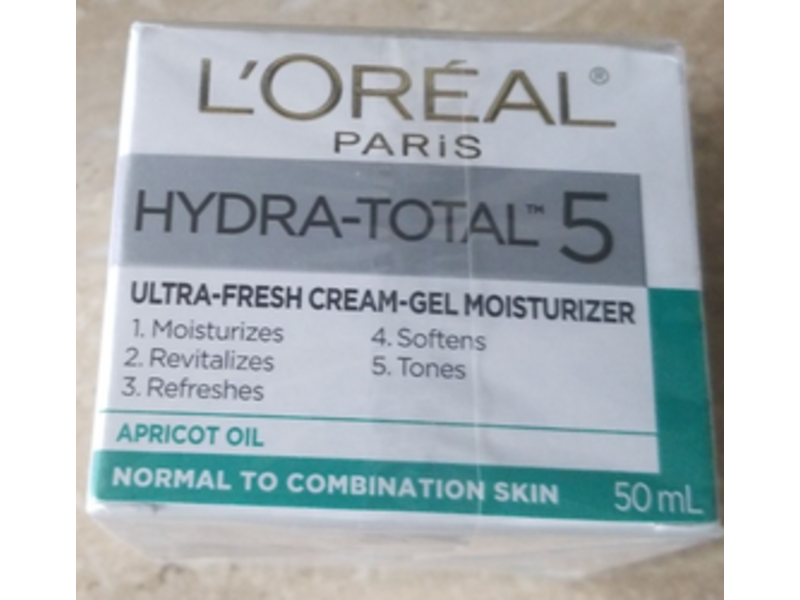 L'ORÉAL®
PARiS
HYDRA-TOTAL™ 5
ULTRA-FRESH CREAM-GEL MOISTURIZER
1. Moisturizes
2. Revitalizes
3. Refreshes
4. Softens
5. Tones
APRICOT OIL
NORMAL TO COMBINATION SKIN 50 mL